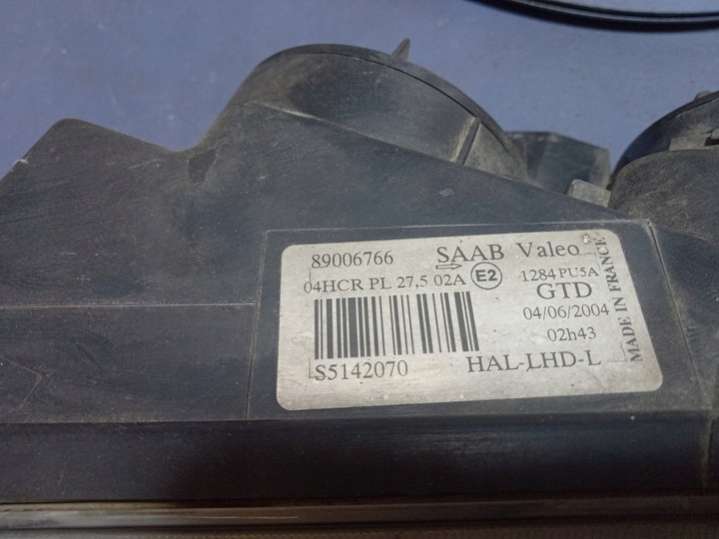 89006766 SAAB Valeo
04HCR PL 27,5 02A E2 1284 PU5A
GTD
04/06/2004
02h43
S5142070 HAL-LHD-L
MADE IN FRANCE